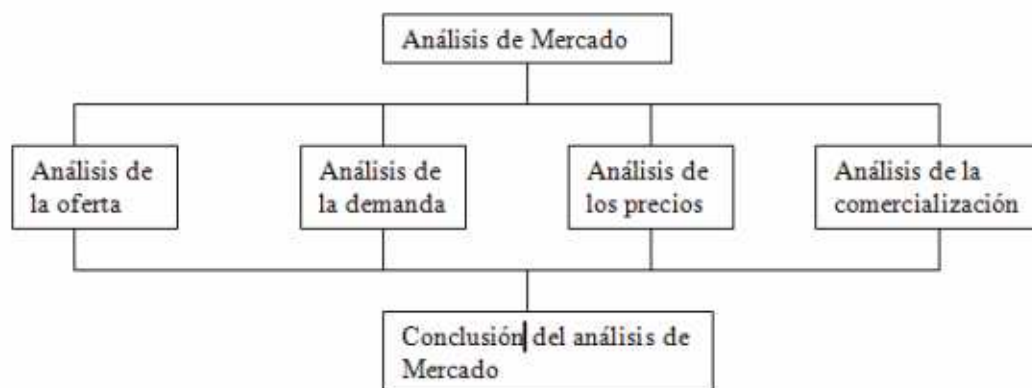 Análisis de Mercado
Análisis de
la oferta
Análisis de
la demanda
Análisis de
los precios
Análisis de la
comercialización
Conclusión del análisis de
Mercado